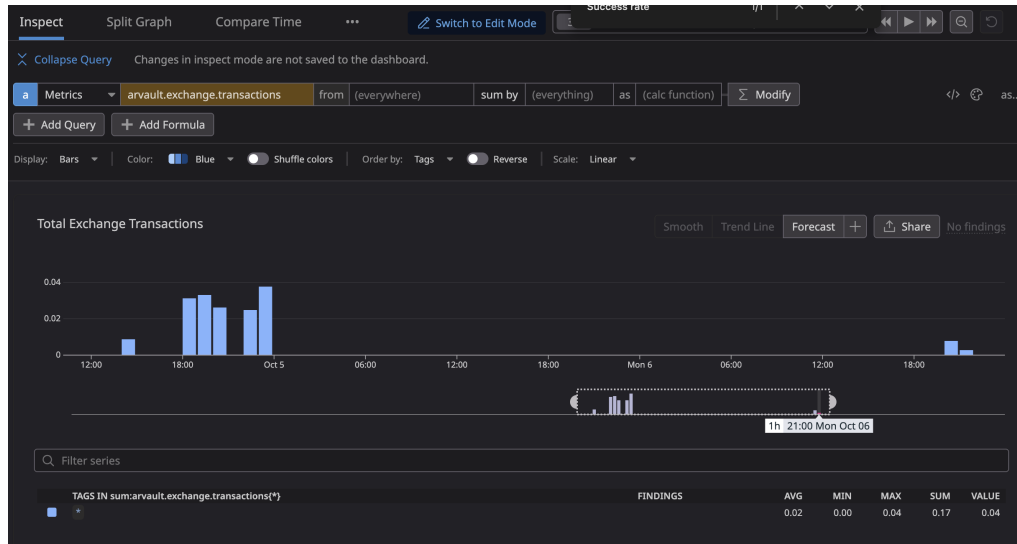 Success rate 1/1
Inspect Split Graph Compare Time ••• Switch to Edit Mode
Collapse Query Changes in inspect mode are not saved to the dashboard.
a Metrics arvault.exchange.transactions from (everywhere) sum by (everything) as (calc function) Σ Modify </> as...
+ Add Query + Add Formula
Display: Bars Color: Blue Shuffle colors Order by: Tags Reverse Scale: Linear
Total Exchange Transactions Smooth Trend Line Forecast + Share No findings
0.04
0.02
0
12:00 18:00 Oct 5 06:00 12:00 18:00 Mon 6 06:00 12:00 18:00
1h 21:00 Mon Oct 06
Filter series
TAGS IN sum:arvault.exchange.transactions{*} FINDINGS AVG MIN MAX SUM VALUE
* 0.02 0.00 0.04 0.17 0.04